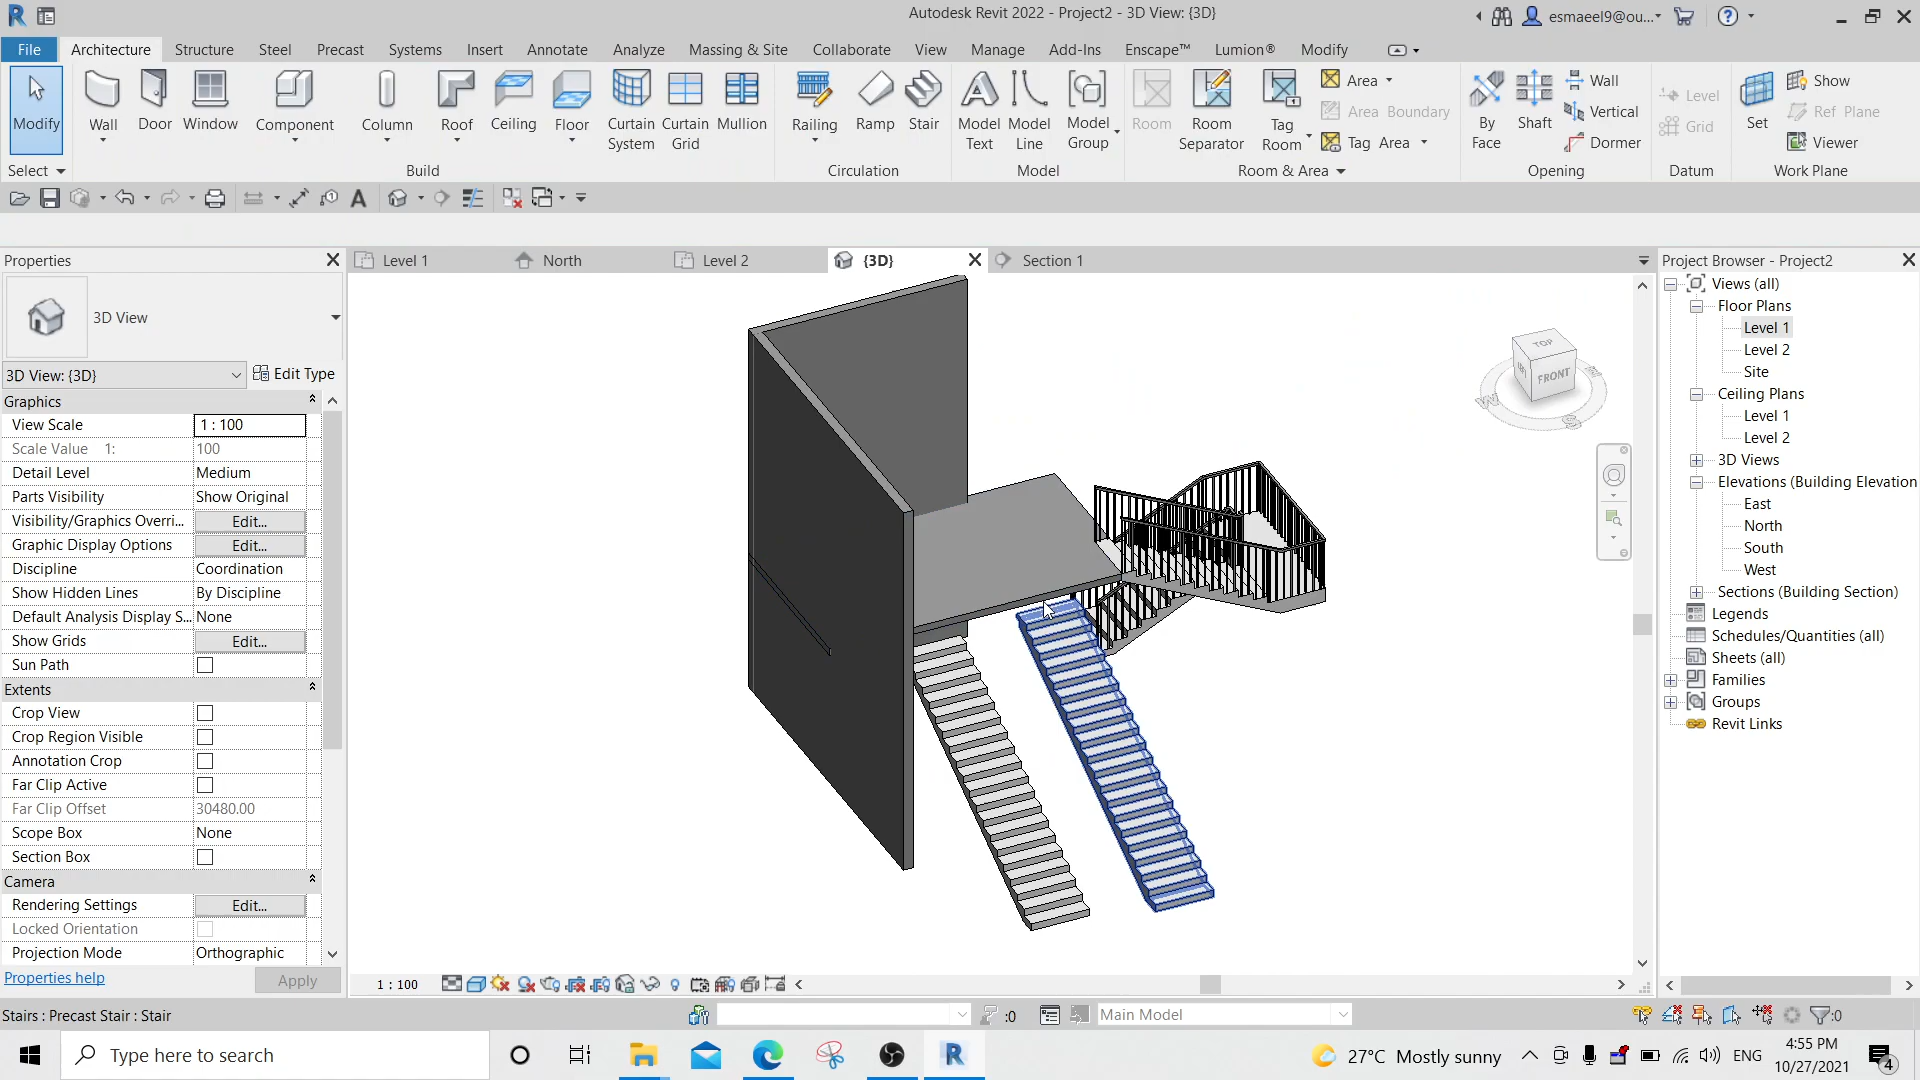 Autodesk Revit 2022 - Project2 - 3D View: {3D}
esmaeel9@ou...
File Architecture Structure Steel Precast Systems Insert Annotate Analyze Massing & Site Collaborate View Manage Add-Ins Enscape™ Lumion® Modify
Modify
Wall
Door
Window
Component
Column
Roof
Ceiling
Floor
Curtain System
Curtain Grid
Mullion
Railing
Ramp
Stair
Model Text
Model Line
Model Group
Room
Room Separator
Tag Room
Area
Area Boundary
Tag Area
By Face
Shaft
Wall
Vertical
Dormer
Level
Grid
Set
Show
Ref Plane
Viewer
Select Build Circulation Model Room & Area Opening Datum Work Plane
Properties
Level 1 North Level 2 {3D} Section 1
3D View
3D View: {3D} Edit Type
Graphics
View Scale 1 : 100
Scale Value 1: 100
Detail Level Medium
Parts Visibility Show Original
Visibility/Graphics Overri... Edit...
Graphic Display Options Edit...
Discipline Coordination
Show Hidden Lines By Discipline
Default Analysis Display S... None
Show Grids Edit...
Sun Path
Extents
Crop View
Crop Region Visible
Annotation Crop
Far Clip Active
Far Clip Offset 30480.00
Scope Box None
Section Box
Camera
Rendering Settings Edit...
Locked Orientation
Projection Mode Orthographic
Properties help Apply
TOP
FRONT
W
S
Project Browser - Project2
Views (all)
Floor Plans
Level 1
Level 2
Site
Ceiling Plans
Level 1
Level 2
3D Views
Elevations (Building Elevation
East
North
South
West
Sections (Building Section)
Legends
Schedules/Quantities (all)
Sheets (all)
Families
Groups
Revit Links
1 : 100
Stairs : Precast Stair : Stair
:0
Main Model
:0
Type here to search
27°C Mostly sunny
ENG
4:55 PM
10/27/2021
4